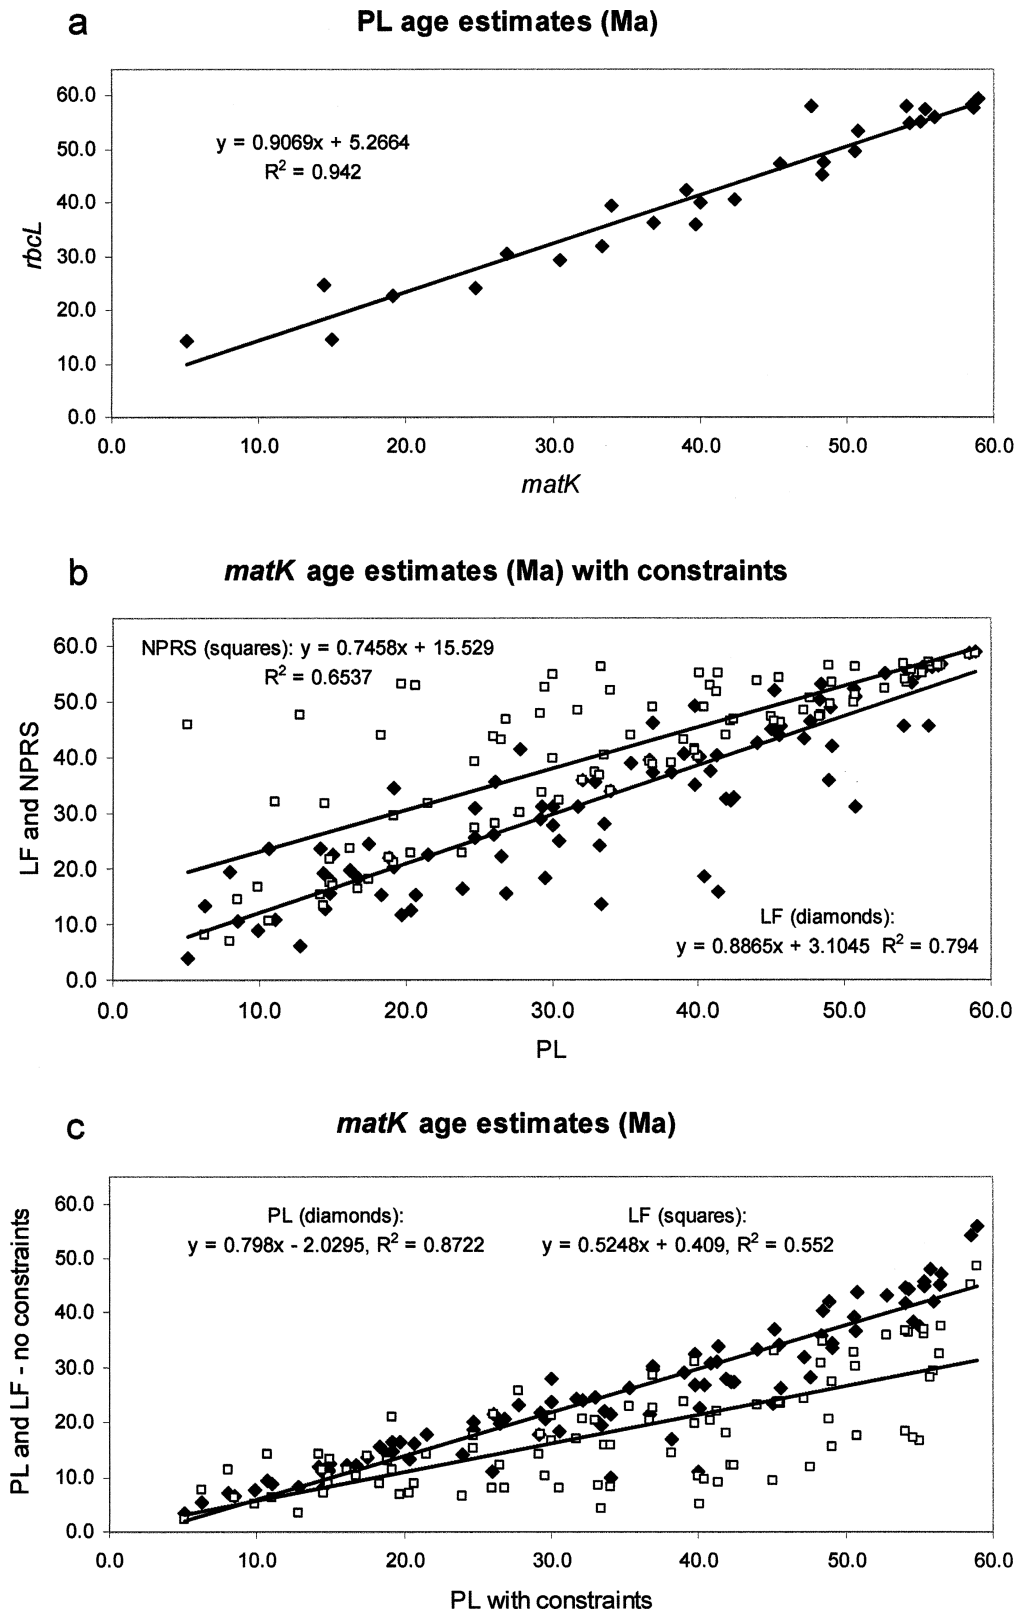 a
PL age estimates (Ma)
60.0
50.0
40.0
30.0
20.0
10.0
0.0
rbcL
y = 0.9069x + 5.2664
R² = 0.942
0.0 10.0 20.0 30.0 40.0 50.0 60.0
matK
b
matK age estimates (Ma) with constraints
60.0
50.0
40.0
30.0
20.0
10.0
0.0
LF and NPRS
NPRS (squares): y = 0.7458x + 15.529
R² = 0.6537
LF (diamonds):
y = 0.8865x + 3.1045 R² = 0.794
0.0 10.0 20.0 30.0 40.0 50.0 60.0
PL
c
matK age estimates (Ma)
60.0
50.0
40.0
30.0
20.0
10.0
0.0
PL and LF - no constraints
PL (diamonds):
y = 0.798x - 2.0295, R² = 0.8722
LF (squares):
y = 0.5248x + 0.409, R² = 0.552
0.0 10.0 20.0 30.0 40.0 50.0 60.0
PL with constraints